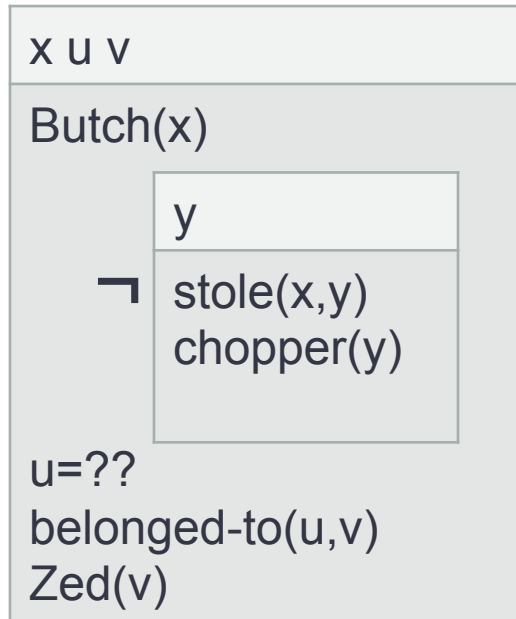 x u v
Butch(x)
y
¬ stole(x,y)
chopper(y)
u=??
belonged-to(u,v)
Zed(v)